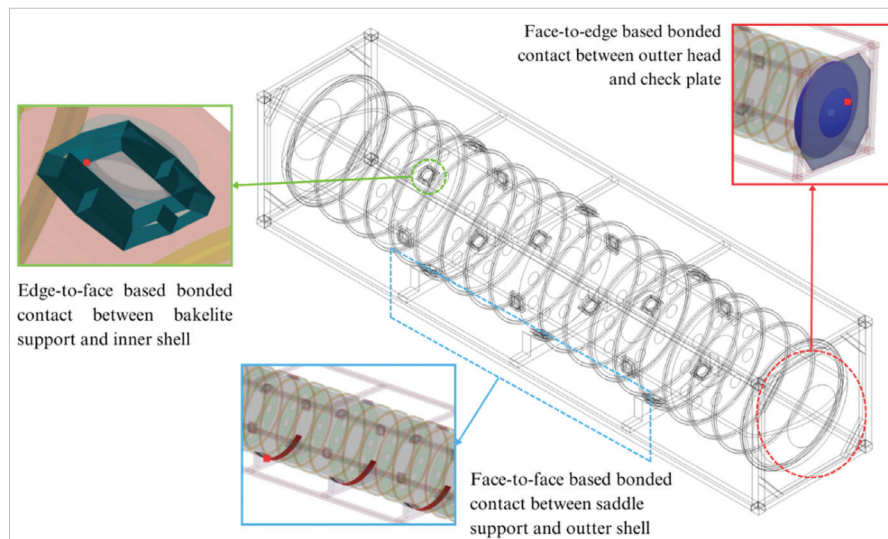 Face-to-edge based bonded
contact between outter head
and check plate
Edge-to-face based bonded
contact between bakelite
support and inner shell
Face-to-face based bonded
contact between saddle
support and outter shell